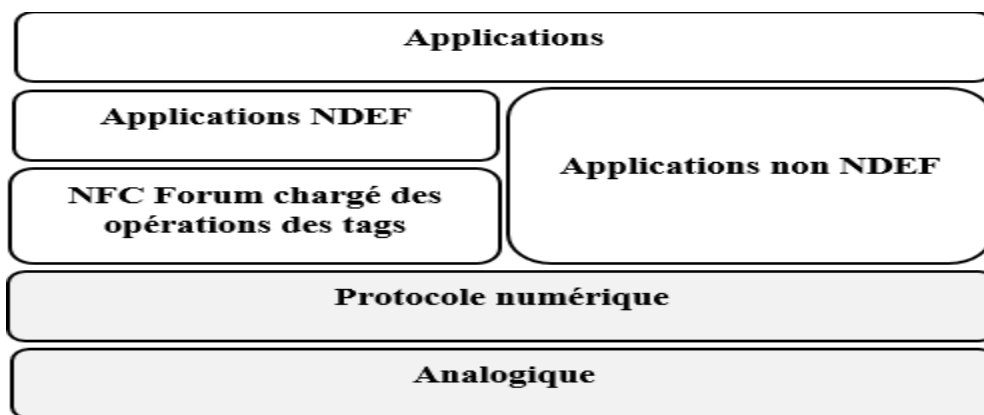 Applications
Applications NDEF
Applications non NDEF
NFC Forum chargé des
opérations des tags
Protocole numérique
Analogique